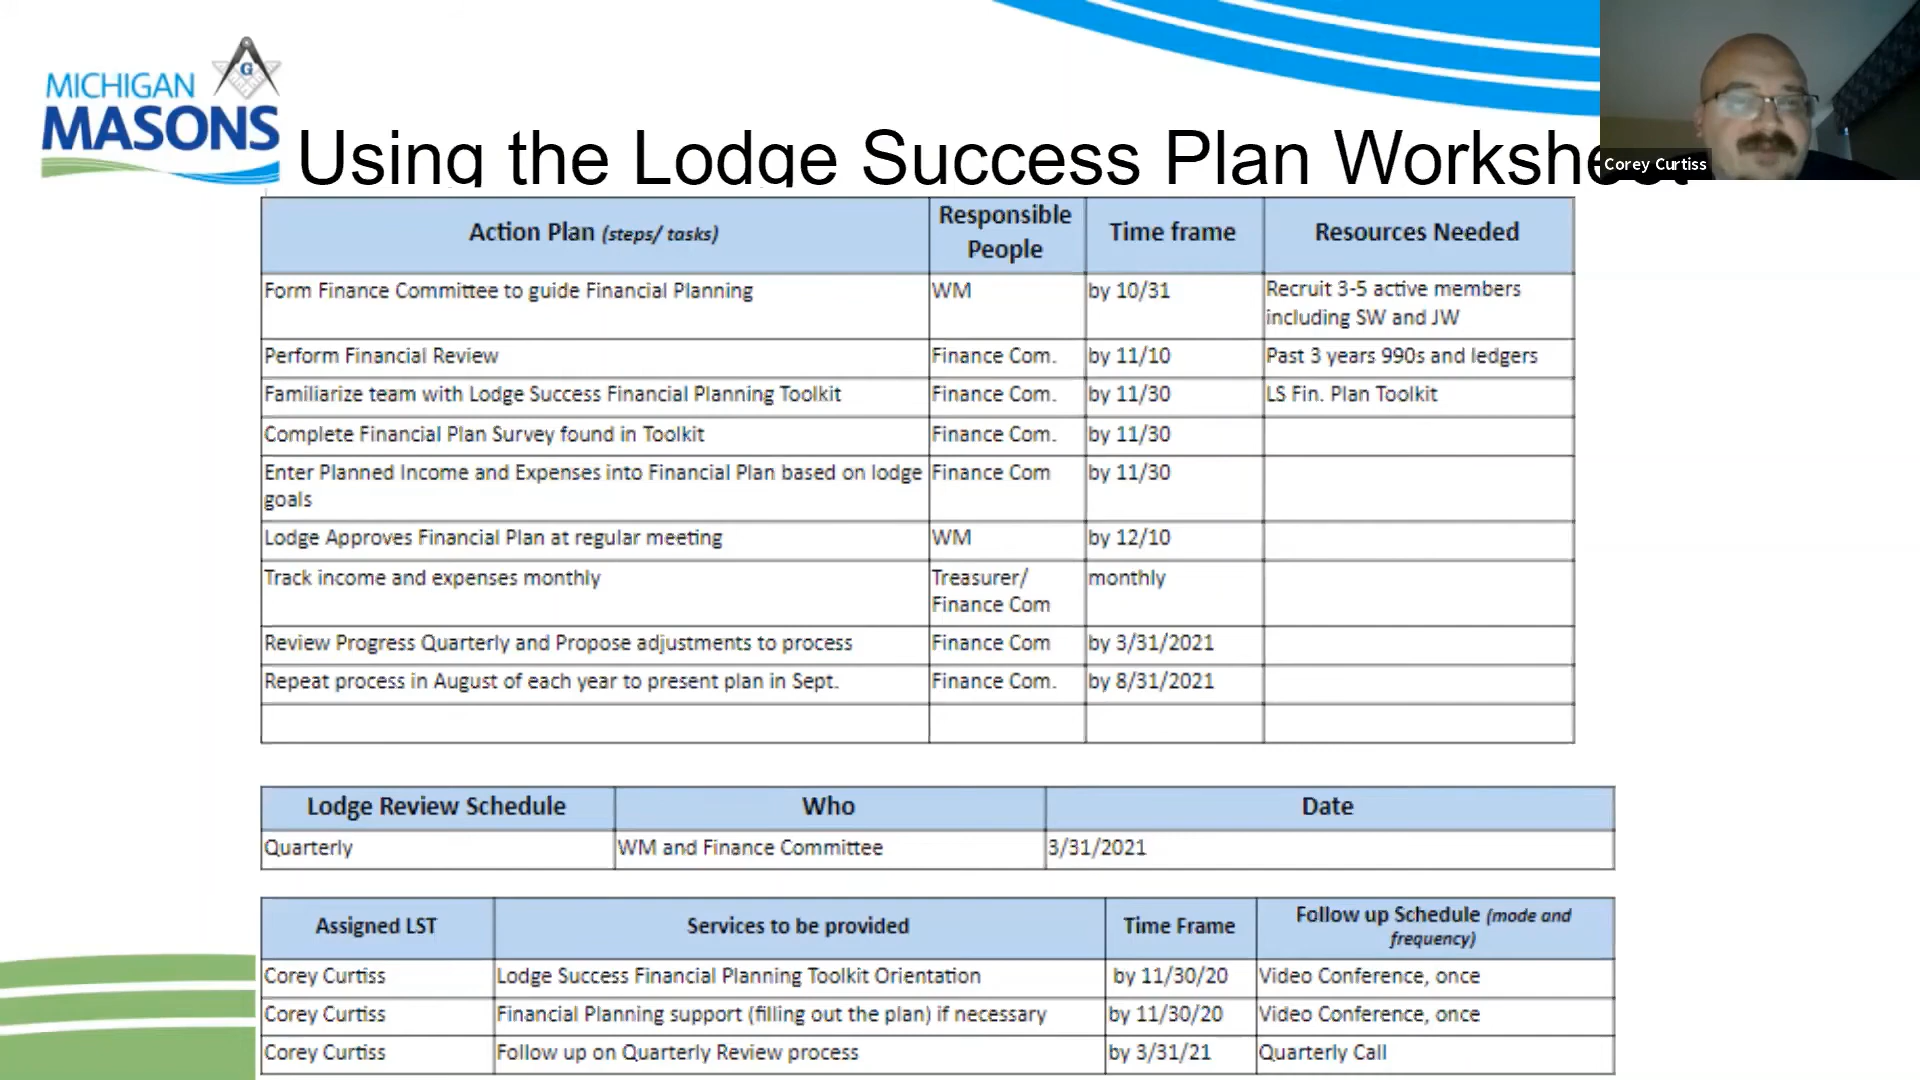 MICHIGAN
MASONS
G
Using the Lodge Success Plan Worksheet
Corey Curtiss
Action Plan (steps/ tasks)
Responsible
People
Time frame
Resources Needed
Form Finance Committee to guide Financial Planning
WM
by 10/31
Recruit 3-5 active members
including SW and JW
Perform Financial Review
Finance Com.
by 11/10
Past 3 years 990s and ledgers
Familiarize team with Lodge Success Financial Planning Toolkit
Finance Com.
by 11/30
LS Fin. Plan Toolkit
Complete Financial Plan Survey found in Toolkit
Finance Com.
by 11/30
Enter Planned Income and Expenses into Financial Plan based on lodge
goals
Finance Com
by 11/30
Lodge Approves Financial Plan at regular meeting
WM
by 12/10
Track income and expenses monthly
Treasurer/
Finance Com
monthly
Review Progress Quarterly and Propose adjustments to process
Finance Com
by 3/31/2021
Repeat process in August of each year to present plan in Sept.
Finance Com.
by 8/31/2021
Lodge Review Schedule
Who
Date
Quarterly
WM and Finance Committee
3/31/2021
Assigned LST
Services to be provided
Time Frame
Follow up Schedule (mode and
frequency)
Corey Curtiss
Lodge Success Financial Planning Toolkit Orientation
by 11/30/20
Video Conference, once
Corey Curtiss
Financial Planning support (filling out the plan) if necessary
by 11/30/20
Video Conference, once
Corey Curtiss
Follow up on Quarterly Review process
by 3/31/21
Quarterly Call